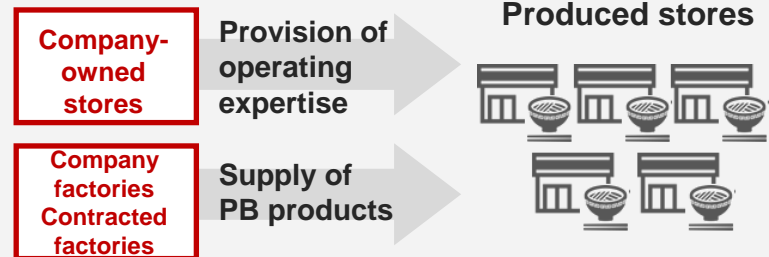 Company-
owned
stores
Provision of
operating
expertise
Produced stores
Company
factories
Contracted
factories
Supply of
PB products